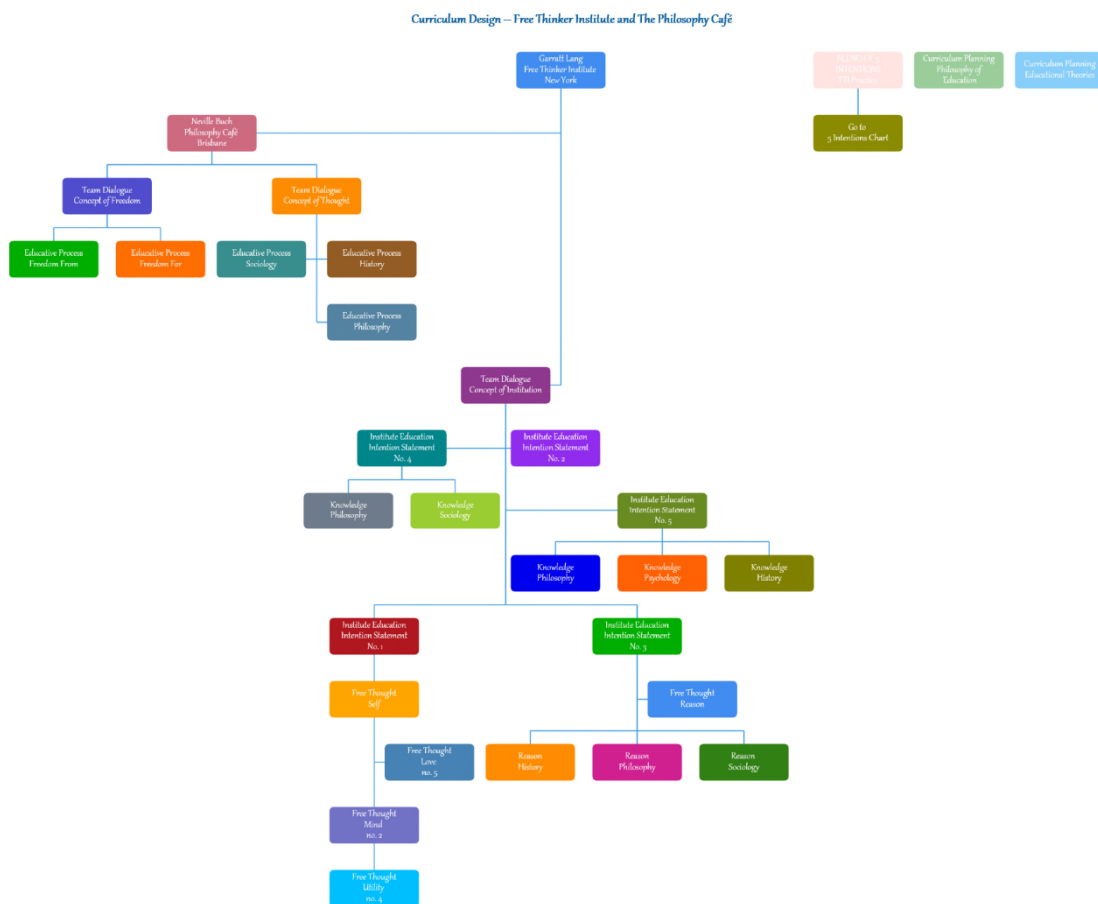 Curriculum Design -- Free Thinker Institute and The Philosophy Café
Garratt Lang
Free Thinker Institute
New York
INTENTIONS
Curriculum Planning
Philosophy of
Education
Curriculum Planning
Educational Theories
Go to
5 Intentions Chart
Neville Buch
Philosophy Café
Brisbane
Team Dialogue
Concept of Freedom
Team Dialogue
Concept of Thought
Educative Process
Freedom From
Educative Process
Freedom For
Educative Process
Sociology
Educative Process
History
Educative Process
Philosophy
Team Dialogue
Concept of Institution
Institute Education
Intention Statement
No. 4
Institute Education
Intention Statement
No. 2
Knowledge
Philosophy
Knowledge
Sociology
Institute Education
Intention Statement
No. 5
Knowledge
Philosophy
Knowledge
Psychology
Knowledge
History
Institute Education
Intention Statement
No. 1
Institute Education
Intention Statement
No. 3
Free Thought
Self
Free Thought
Reason
Free Thought
Love
no. 5
Reason
History
Reason
Philosophy
Reason
Sociology
Free Thought
Mind
no. 2
Free Thought
Utility
no. 4